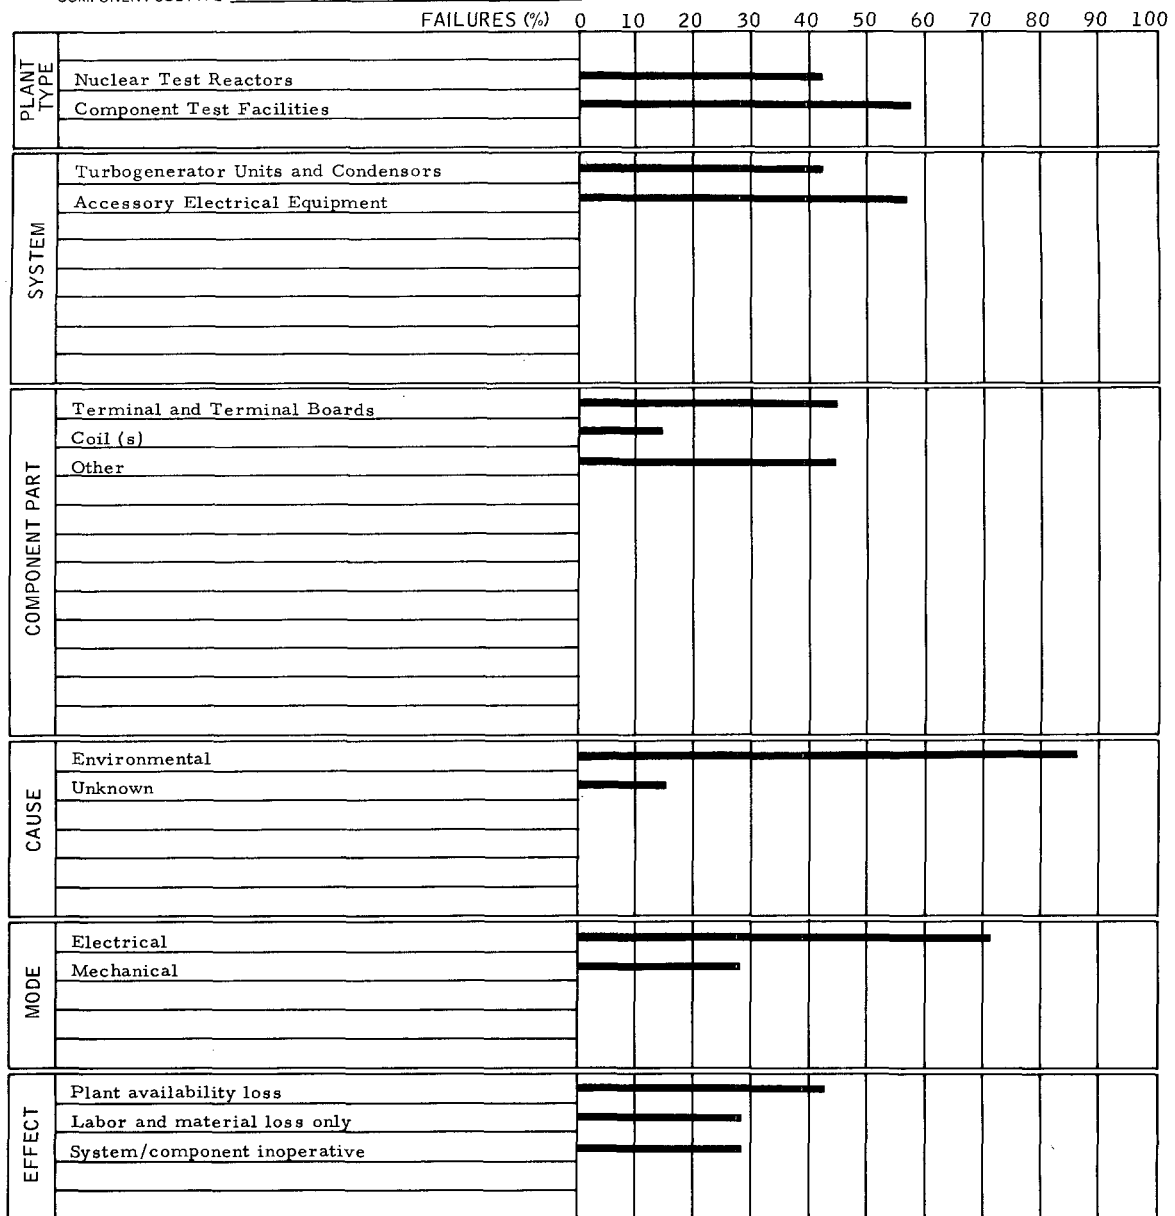 FAILURES (%) 0 10 20 30 40 50 60 70 80 90 100
PLANT TYPE
Nuclear Test Reactors
Component Test Facilities
SYSTEM
Turbogenerator Units and Condensors
Accessory Electrical Equipment
COMPONENT PART
Terminal and Terminal Boards
Coil (s)
Other
CAUSE
Environmental
Unknown
MODE
Electrical
Mechanical
EFFECT
Plant availability loss
Labor and material loss only
System/component inoperative